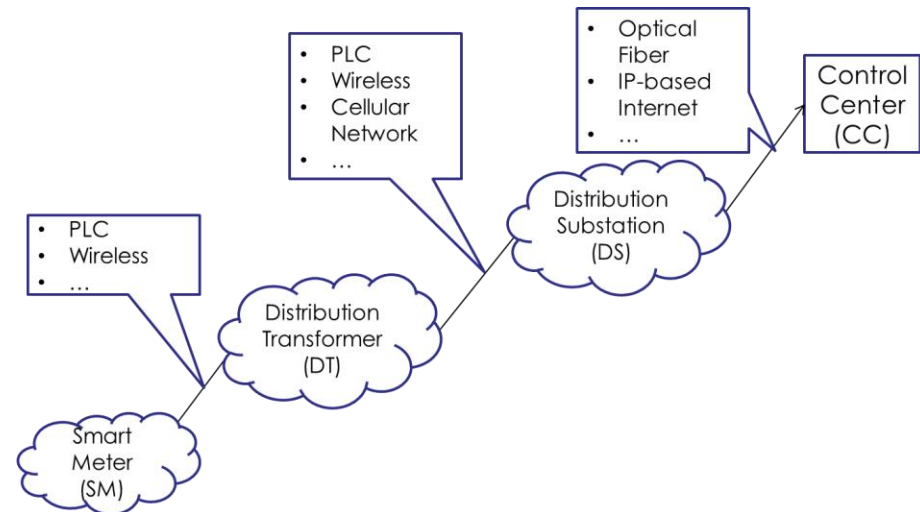 • PLC
• Wireless
• Cellular
Network
• …
• Optical
Fiber
• IP-based
Internet
• …
Control
Center
(CC)
Distribution
Substation
(DS)
• PLC
• Wireless
• …
Distribution
Transformer
(DT)
Smart
Meter
(SM)